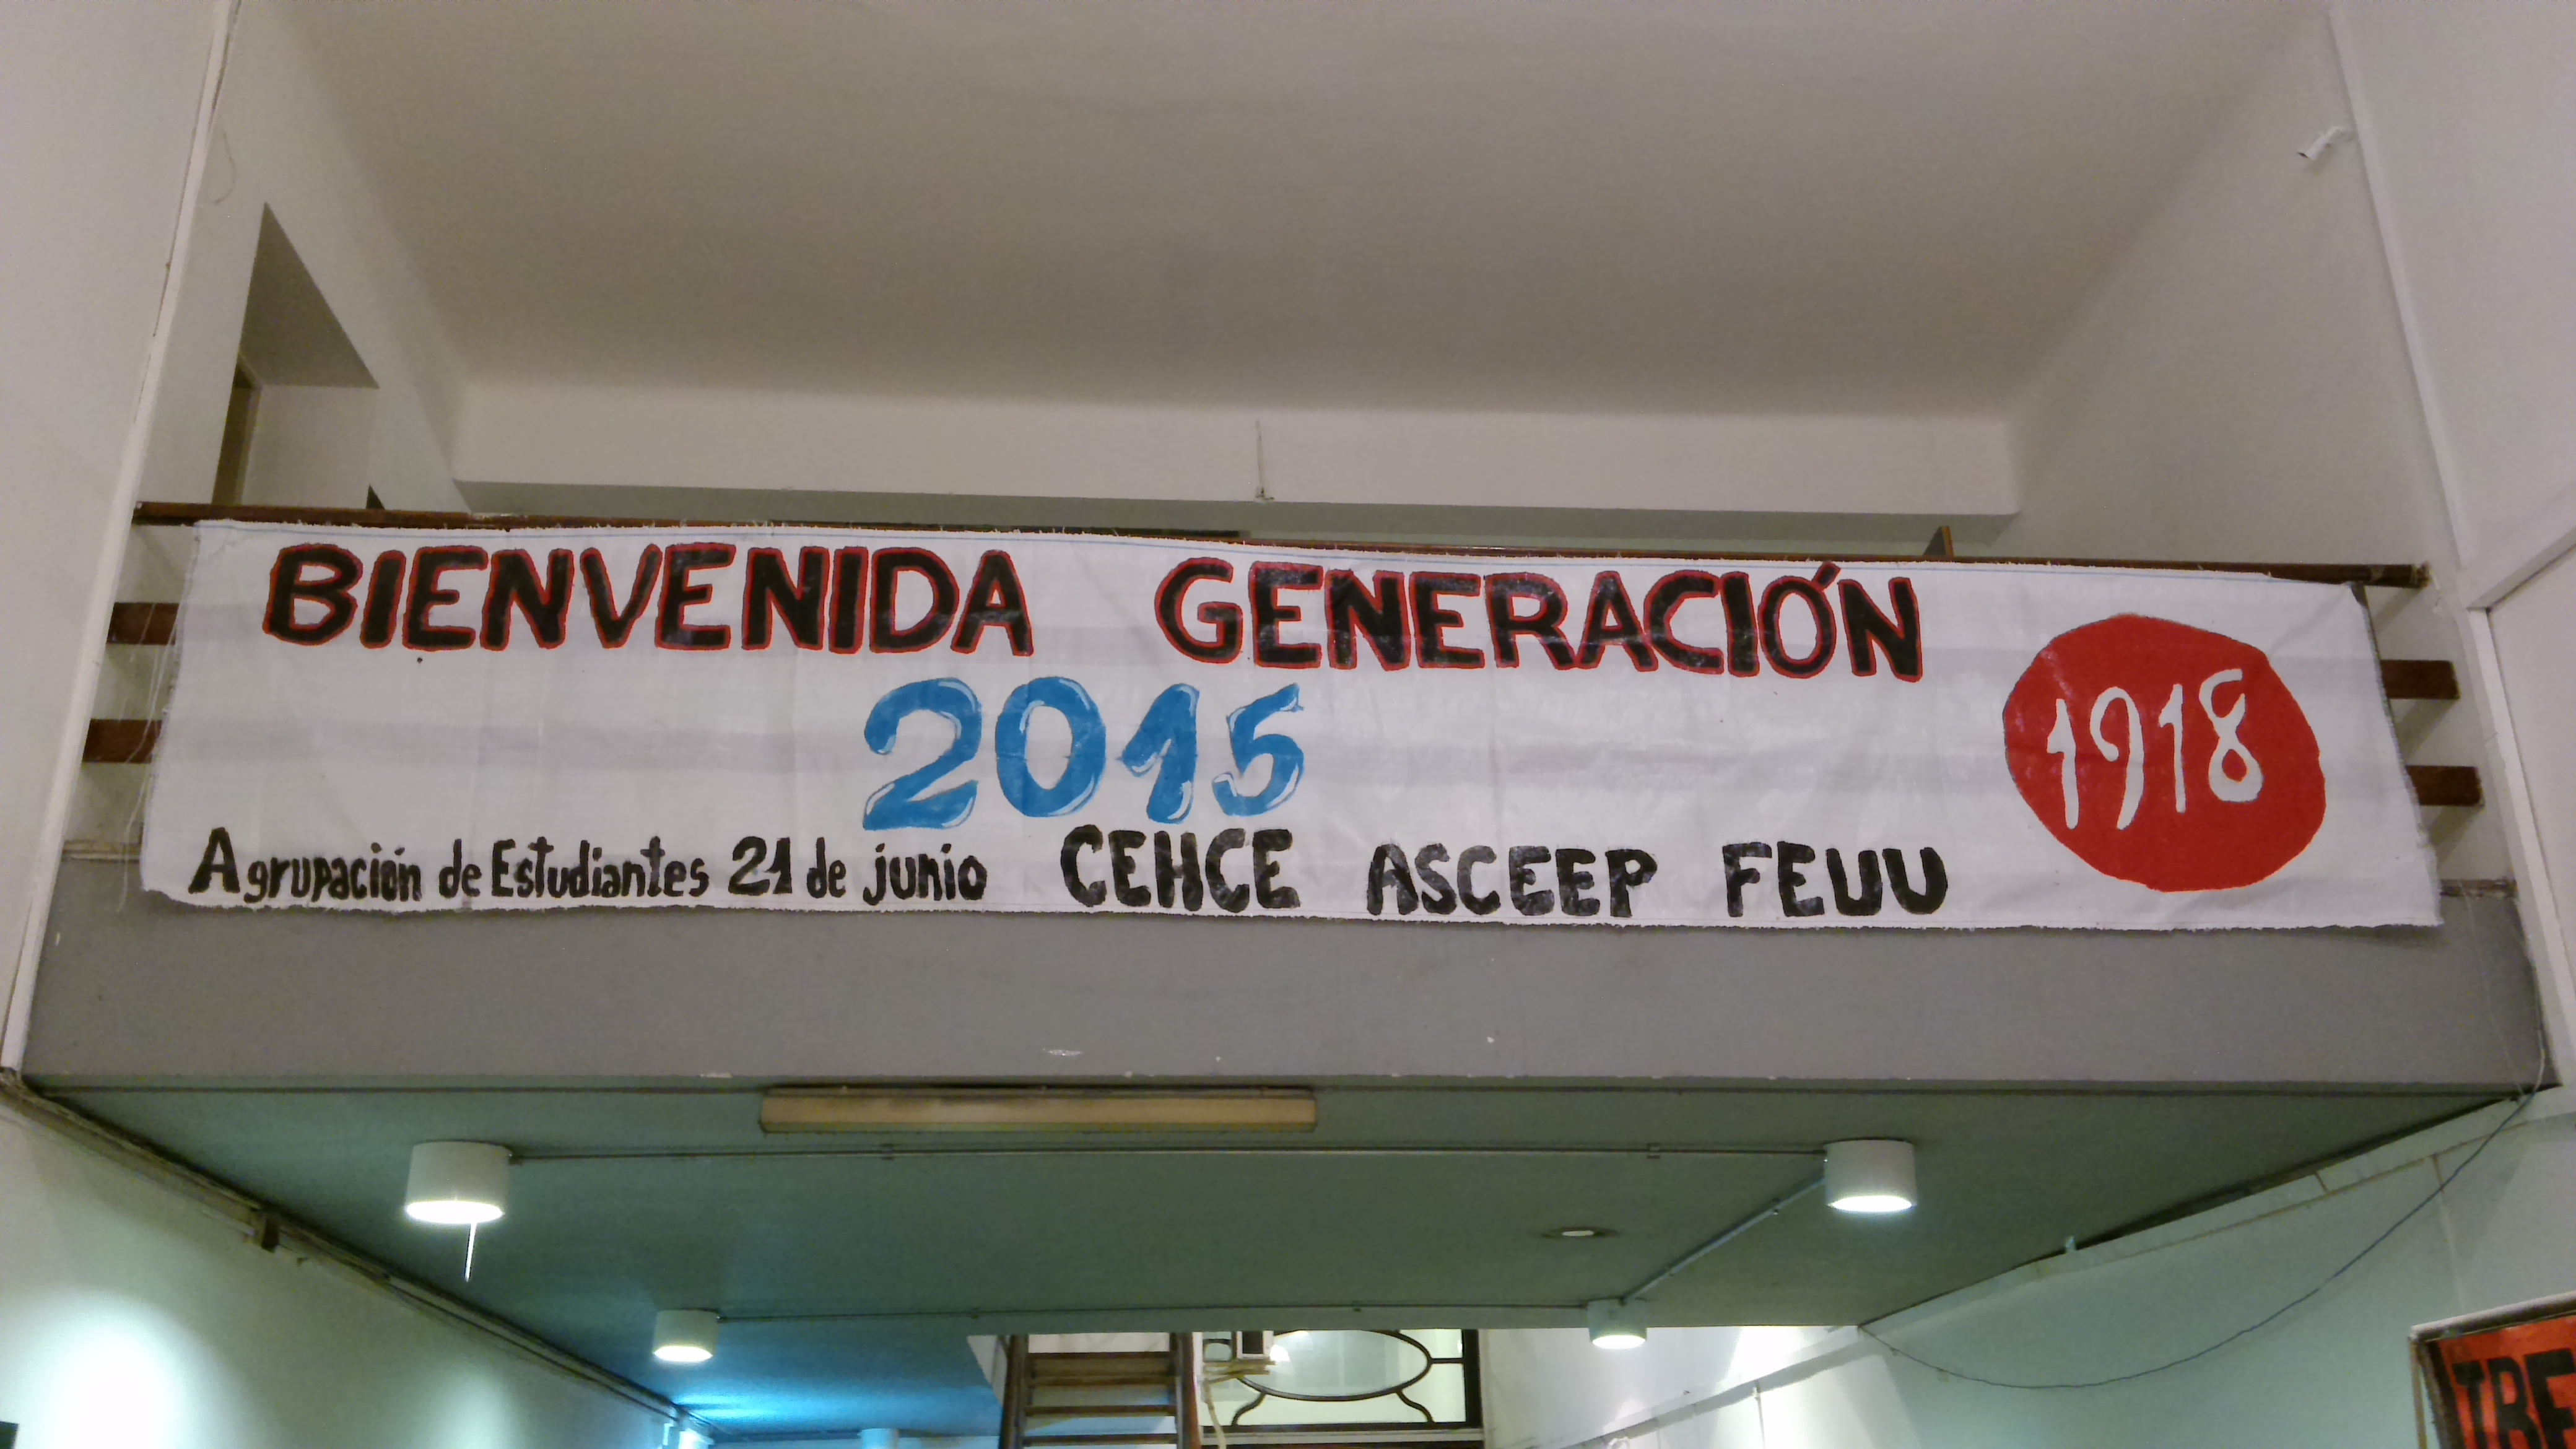 BIENVENIDA GENERACIÓN
2015
1918
Agrupación de Estudiantes 21 de junio CEHCE ASCEEP FEUU